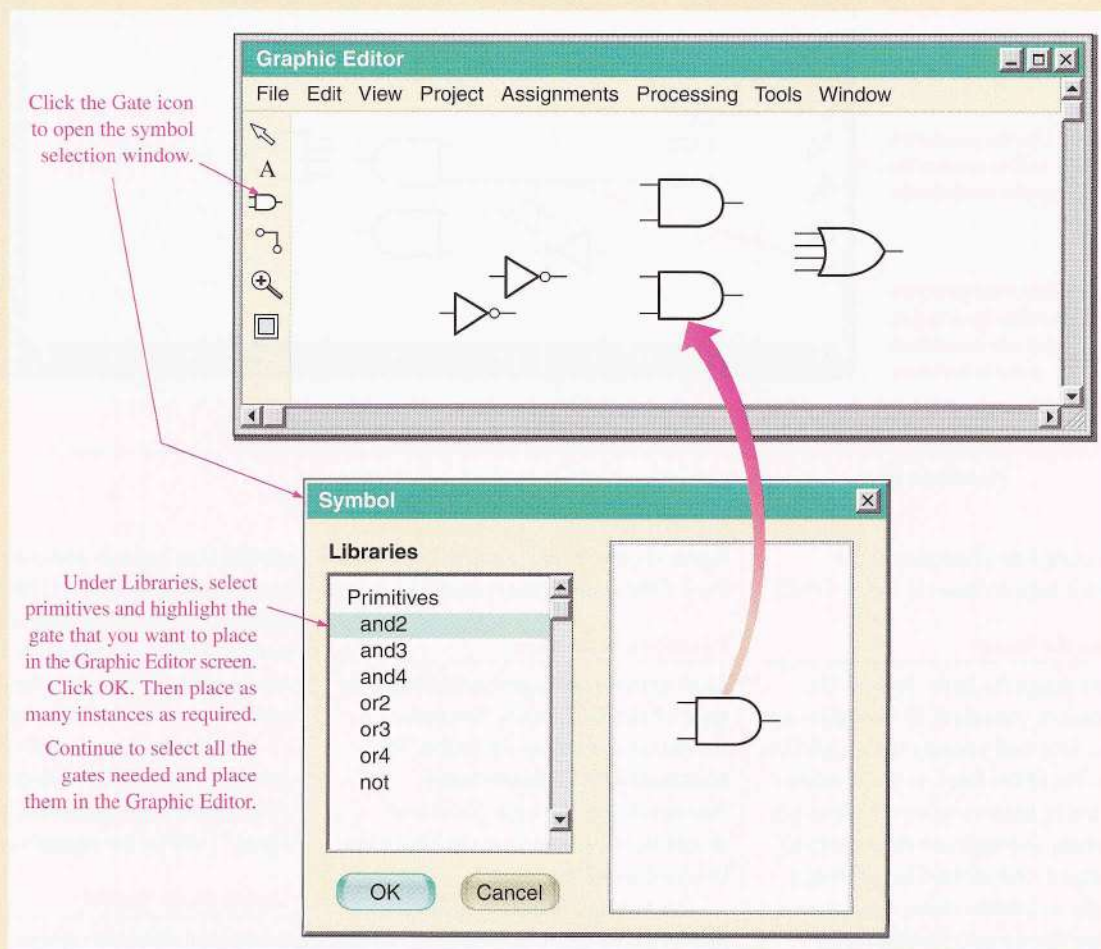 Click the Gate icon
to open the symbol
selection window.
Graphic Editor
File Edit View Project Assignments Processing Tools Window
A
Symbol
Libraries
Primitives
and2
and3
and4
or2
or3
or4
not
OK Cancel
Under Libraries, select
primitives and highlight the
gate that you want to place
in the Graphic Editor screen.
Click OK. Then place as
many instances as required.
Continue to select all the
gates needed and place
them in the Graphic Editor.